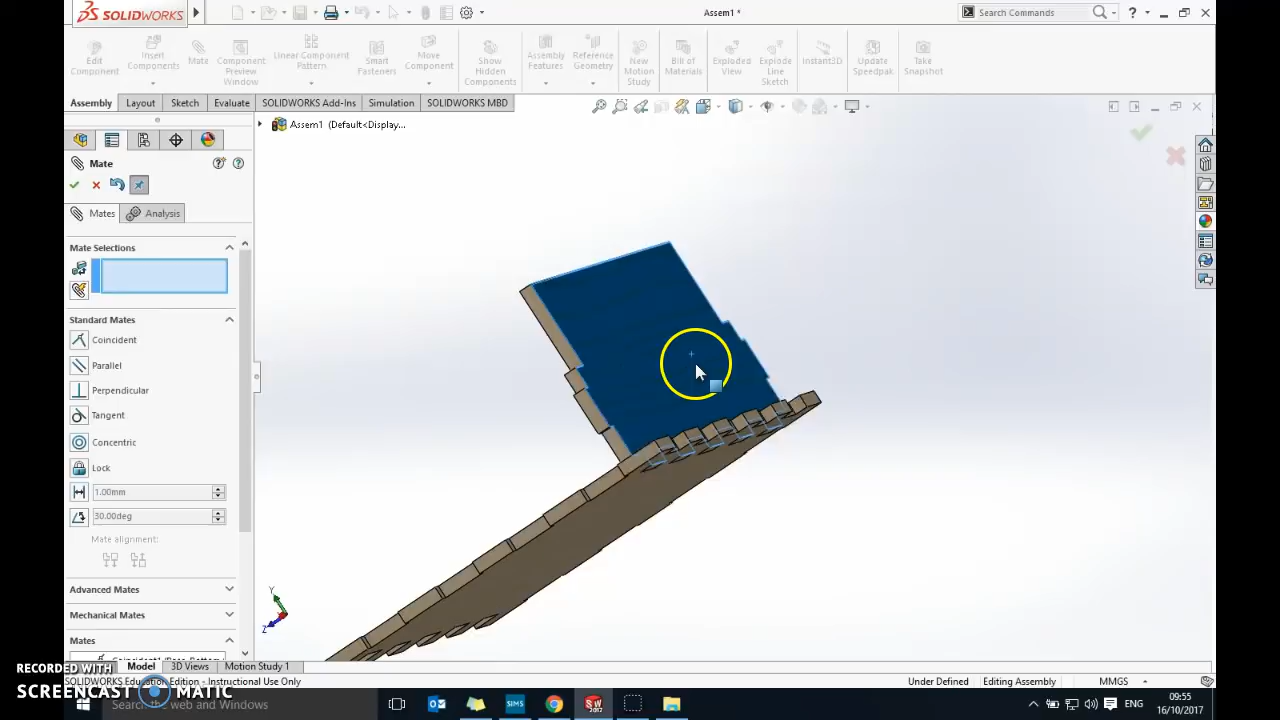 SOLIDWORKS
Assem1 *
Search Commands
?
Edit Component
Insert Components
Mate
Component Preview Window
Linear Component Pattern
Smart Fasteners
Move Component
Show Hidden Components
Assembly Features
Reference Geometry
New Motion Study
Bill of Materials
Exploded View
Explode Line Sketch
Instant3D
Update Speedpak
Take Snapshot
Assembly
Layout
Sketch
Evaluate
SOLIDWORKS Add-Ins
Simulation
SOLIDWORKS MBD
Assem1 (Default<Display...
Mate
Mates
Analysis
Mate Selections
Standard Mates
Coincident
Parallel
Perpendicular
Tangent
Concentric
Lock
1.00mm
30.00deg
Mate alignment:
Advanced Mates
Mechanical Mates
Mates
Y
Z
Model
3D Views
Motion Study 1
RECORDED WITH
SCREENCAST MATIC
SOLIDWORKS Education Edition - Instructional Use Only
Under Defined
Editing Assembly
MMGS
Search the web and Windows
SIMS
SW
2017
ENG
09:55
16/10/2017